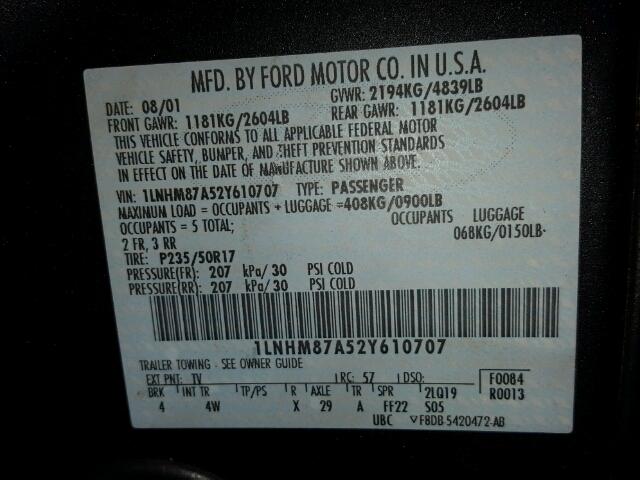 MFD. BY FORD MOTOR CO. IN U.S.A.
DATE: 08/01 GVWR: 2194KG/4839LB
FRONT GAWR: 1181KG/2604LB REAR GAWR: 1181KG/2604LB
THIS VEHICLE CONFORMS TO ALL APPLICABLE FEDERAL MOTOR
VEHICLE SAFETY, BUMPER, AND THEFT PREVENTION STANDARDS
IN EFFECT ON THE DATE OF MANUFACTURE SHOWN ABOVE.
VIN: 1LNHM87A52Y610707 TYPE: PASSENGER
MAXIMUM LOAD = OCCUPANTS + LUGGAGE =408KG/0900LB
OCCUPANTS = 5 TOTAL; OCCUPANTS LUGGAGE
2 FR, 3 RR 068KG/0150LB
TIRE: P235/50R17
PRESSURE(FR): 207 kPa/ 30 PSI COLD
PRESSURE(RR): 207 kPa/ 30 PSI COLD
1LNHM87A52Y610707
TRAILER TOWING - SEE OWNER GUIDE
EXT PNT: TV RC: 57 DSO: F0084
BRK INT TR TP/PS R AXLE TR SPR 2LQ19 R0013
4 4W X 29 A FF22 S05
UBC F8DB-5420472-AB